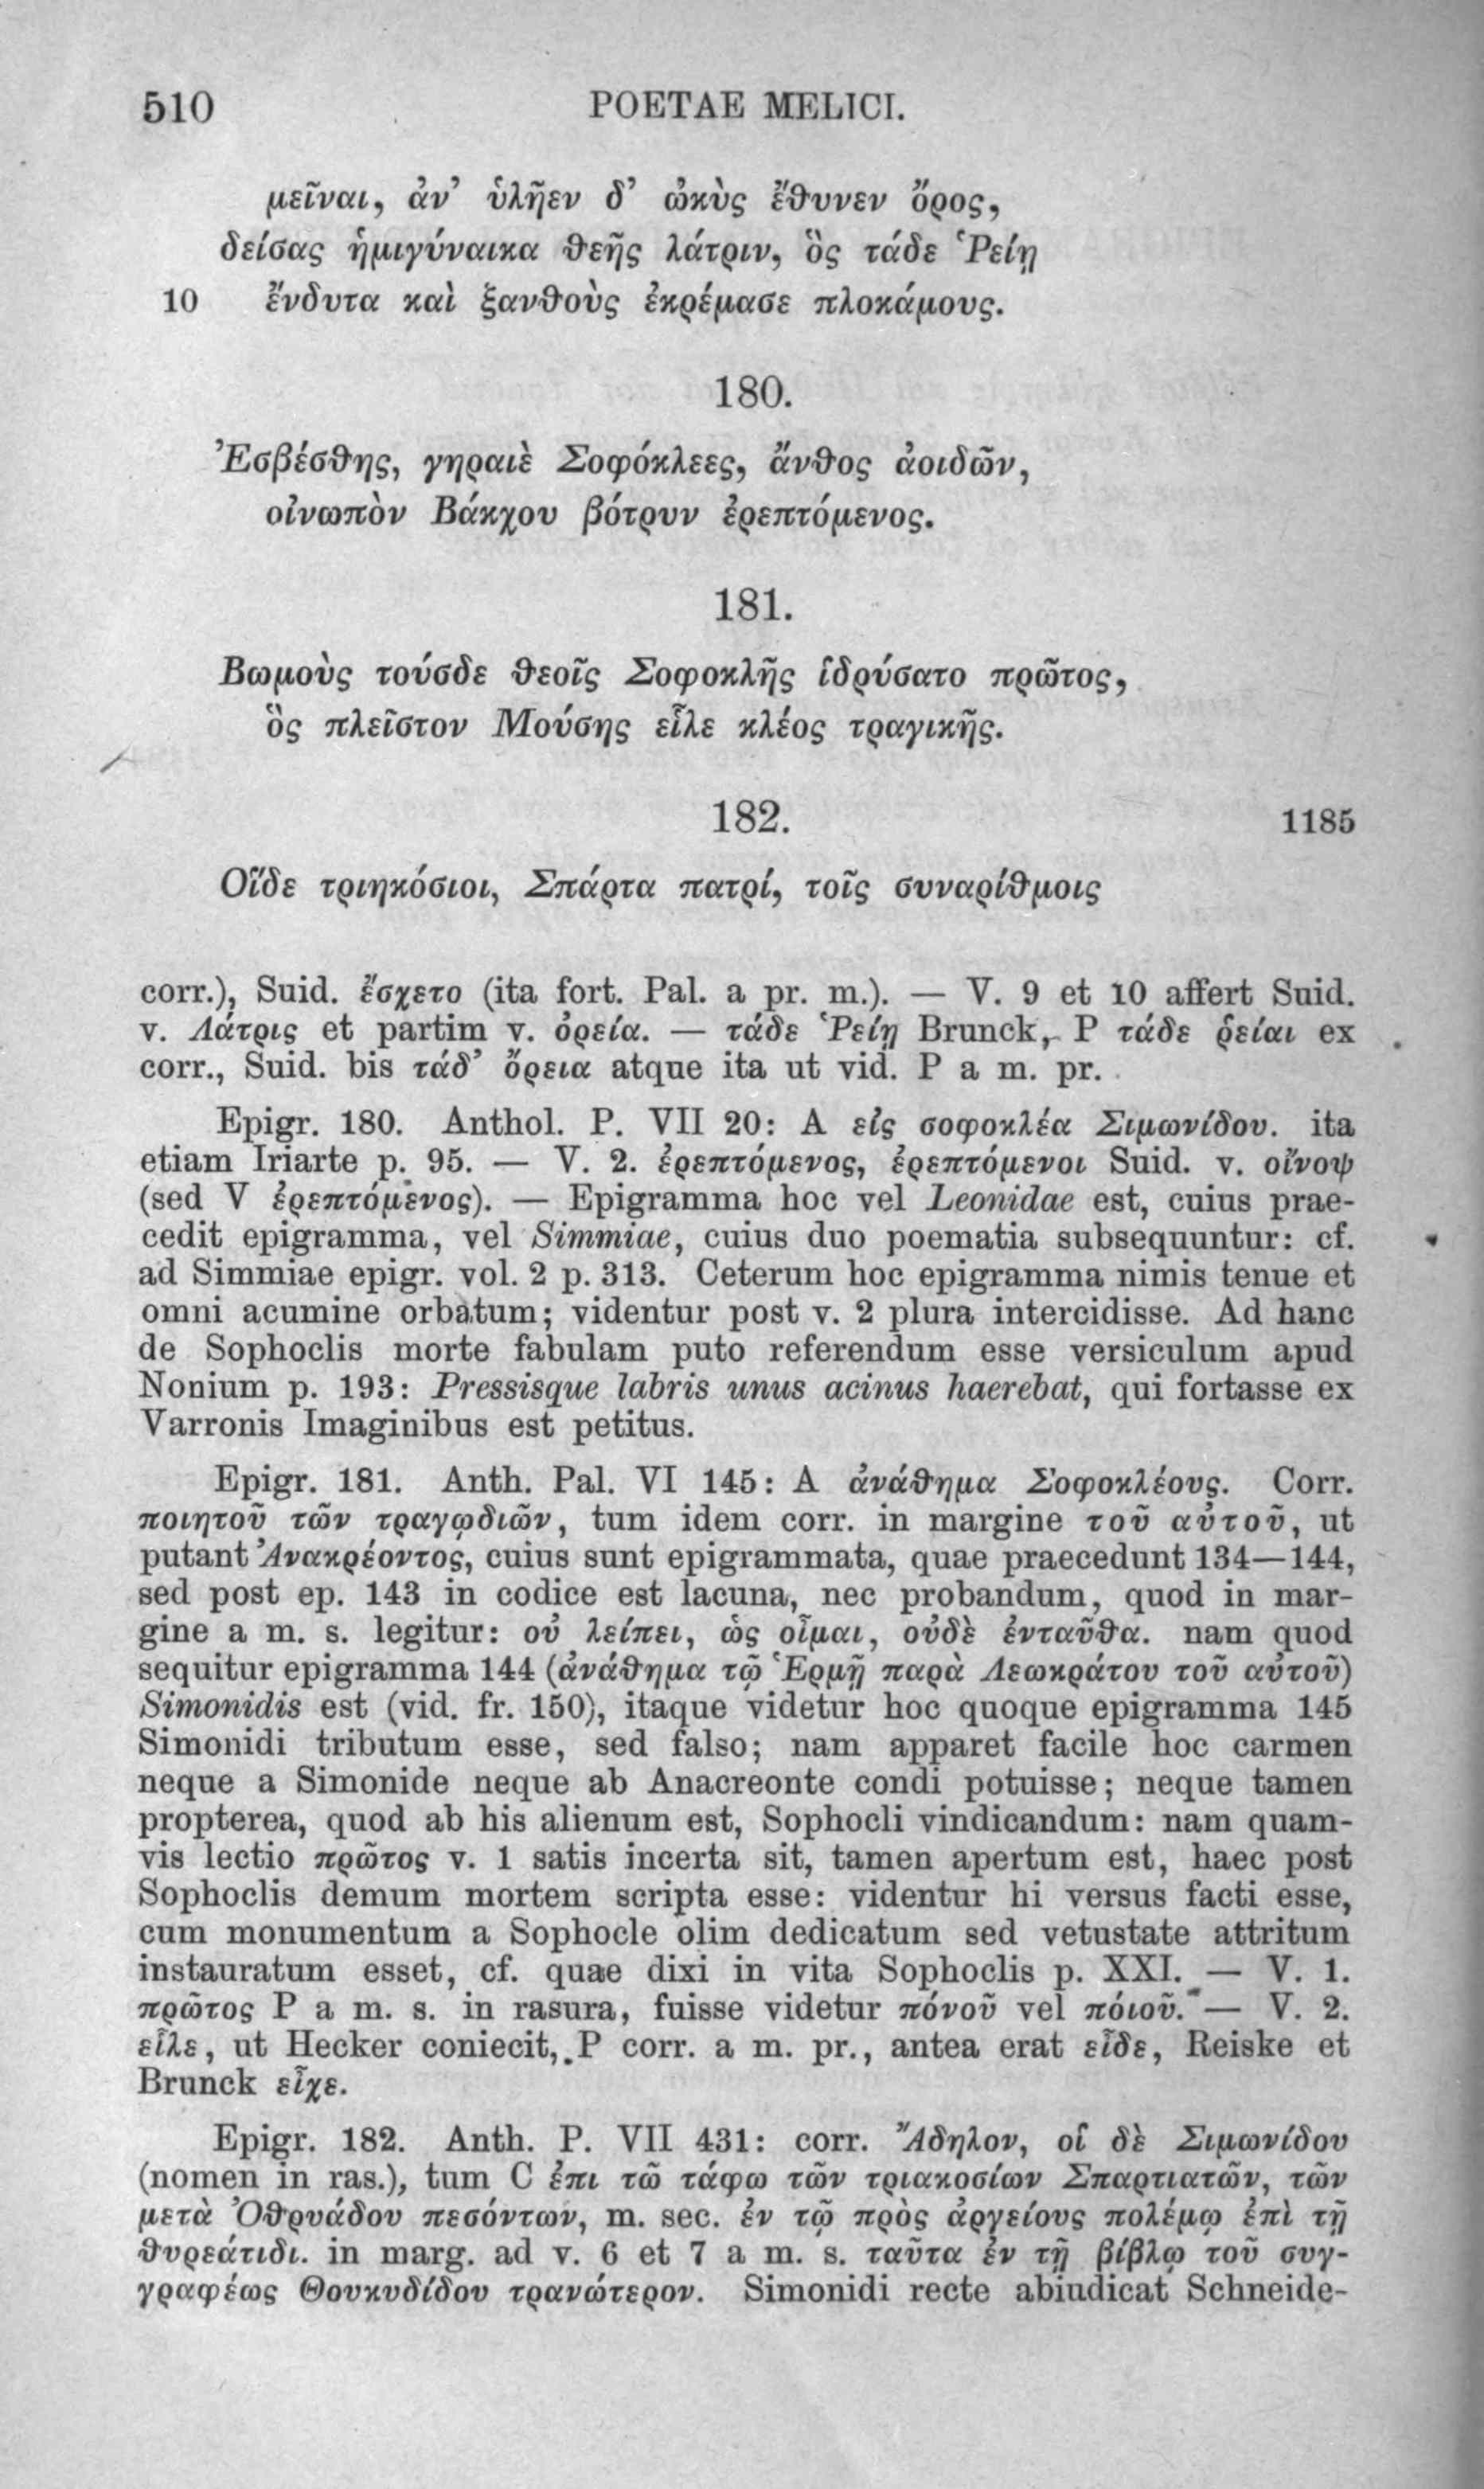 510 POETAE MELICI.
μεῖναι, ἀν’ ὑλῆεν δ’ ὠκὺς ἔθυνεν ὄρος,
δείσας ἡμιγύναικα θεῆς λάτριν, ὃς τάδε Ῥείῃ
10 ἔνδυτα καὶ ξανθοὺς ἐκρέμασε πλοκάμους.
180.
Ἐσβέσθης, γηραιὲ Σοφόκλεες, ἄνθος ἀοιδῶν,
οἰνωπὸν Βάκχου βότρυν ἐρεπτόμενος.
181.
Βωμοὺς τούσδε θεοῖς Σοφοκλῆς ἱδρύσατο πρῶτος,
ὃς πλεῖστον Μούσης εἷλε κλέος τραγικῆς.
182. 1185
Οἵδε τριηκόσιοι, Σπάρτα πατρί, τοῖς συναρίθμοις
corr.), Suid. ἔσχετο (ita fort. Pal. a pr. m.). — V. 9 et 10 affert Suid.
v. Λάτρις et partim v. ὀρεία. — τάδε Ῥείῃ Brunck, P τάδε ῥείαι ex
corr., Suid. bis τάδ’ ὄρεια atque ita ut vid. P a m. pr.
Epigr. 180. Anthol. P. VII 20: A εἰς σοφοκλέα Σιμωνίδου. ita
etiam Iriarte p. 95. — V. 2. ἐρεπτόμενος, ἐρεπτόμενοι Suid. v. οἴνοψ
(sed V ἐρεπτόμενος). — Epigramma hoc vel Leonidae est, cuius prae-
cedit epigramma, vel Simmiae, cuius duo poematia subsequuntur: cf.
ad Simmiae epigr. vol. 2 p. 313. Ceterum hoc epigramma nimis tenue et
omni acumine orbatum; videntur post v. 2 plura intercidisse. Ad hanc
de Sophoclis morte fabulam puto referendum esse versiculum apud
Nonium p. 193: Pressisque labris unus acinus haerebat, qui fortasse ex
Varronis Imaginibus est petitus.
Epigr. 181. Anth. Pal. VI 145: A ἀνάθημα Σοφοκλέους. Corr.
ποιητοῦ τῶν τραγῳδιῶν, tum idem corr. in margine τοῦ αὐτοῦ, ut
putant Ἀνακρέοντος, cuius sunt epigrammata, quae praecedunt 134—144,
sed post ep. 143 in codice est lacuna, nec probandum, quod in mar-
gine a m. s. legitur: οὐ λείπει, ὡς οἶμαι, οὐδὲ ἐνταῦθα. nam quod
sequitur epigramma 144 (ἀνάθημα τῷ Ἑρμῇ παρὰ Λεωκράτου τοῦ αὐτοῦ)
Simonidis est (vid. fr. 150), itaque videtur hoc quoque epigramma 145
Simonidi tributum esse, sed falso; nam apparet facile hoc carmen
neque a Simonide neque ab Anacreonte condi potuisse; neque tamen
propterea, quod ab his alienum est, Sophocli vindicandum: nam quam-
vis lectio πρῶτος v. 1 satis incerta sit, tamen apertum est, haec post
Sophoclis demum mortem scripta esse: videntur hi versus facti esse,
cum monumentum a Sophocle olim dedicatum sed vetustate attritum
instauratum esset, cf. quae dixi in vita Sophoclis p. XXI. — V. 1.
πρῶτος P a m. s. in rasura, fuisse videtur πόνοῦ vel πόιοῦ. — V. 2.
εἷλε, ut Hecker coniecit, P corr. a m. pr., antea erat εἶδε, Reiske et
Brunck εἶχε.
Epigr. 182. Anth. P. VII 431: corr. Ἄδηλον, οἱ δὲ Σιμωνίδου
(nomen in ras.), tum C ἐπι τῶ τάφω τῶν τριακοσίων Σπαρτιατῶν, τῶν
μετὰ Ὀθρυάδου πεσόντων, m. sec. ἐν τῷ πρὸς ἀργείους πολέμῳ ἐπὶ τῇ
θυρεάτιδι. in marg. ad v. 6 et 7 a m. s. ταῦτα ἐν τῇ βίβλῳ τοῦ συγ-
γραφέως Θουκυδίδου τρανώτερον. Simonidi recte abiudicat Schneide-